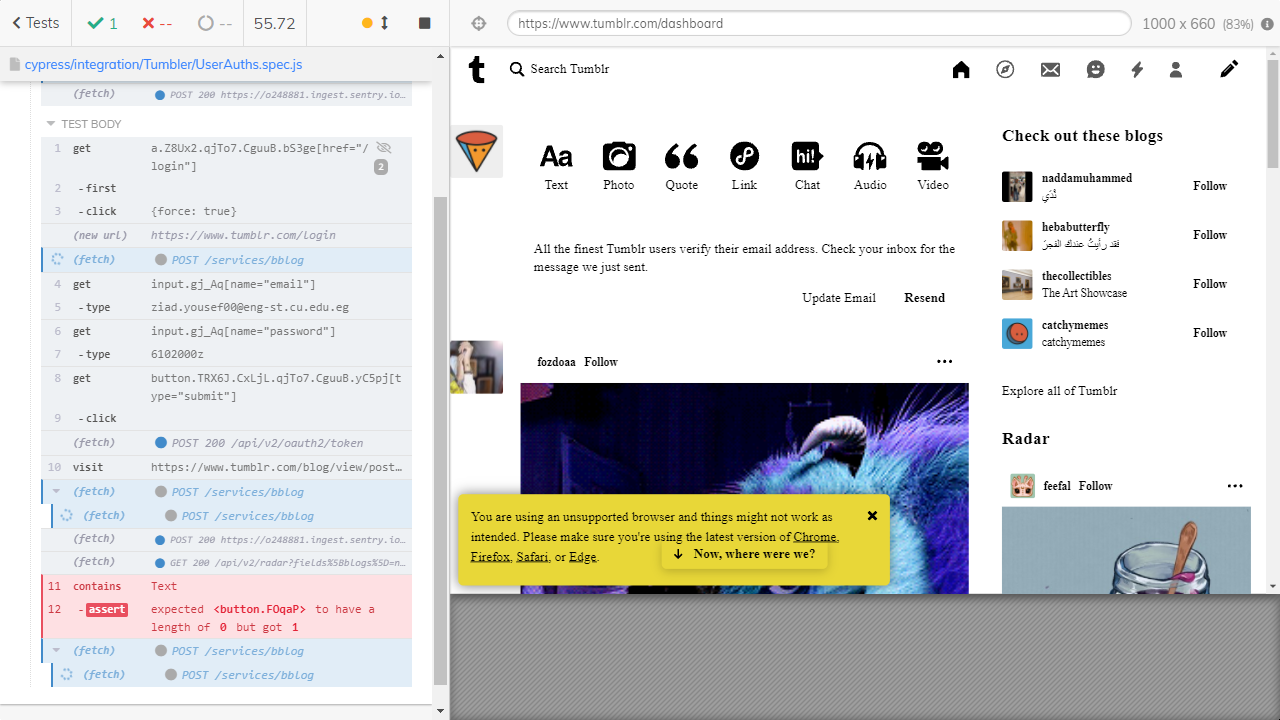 Tests
1
--
--
55.72
https://www.tumblr.com/dashboard
1000 x 660 (83%)
cypress/integration/Tumbler/UserAuths.spec.js
(fetch) POST 200 https://o248881.ingest.sentry.io…
TEST BODY
1 get a.Z8Ux2.qjTo7.CguuB.bS3ge[href="/
login"] 2
2 -first
3 -click {force: true}
(new url) https://www.tumblr.com/login
(fetch) POST /services/bblog
4 get input.gj_Aq[name="email"]
5 -type ziad.yousef00@eng-st.cu.edu.eg
6 get input.gj_Aq[name="password"]
7 -type 6102000z
8 get button.TRX6J.CxLjL.qjTo7.CguuB.yC5pj[t
ype="submit"]
9 -click
(fetch) POST 200 /api/v2/oauth2/token
10 visit https://www.tumblr.com/blog/view/post…
(fetch) POST /services/bblog
(fetch) POST /services/bblog
(fetch) POST 200 https://o248881.ingest.sentry.io…
(fetch) GET 200 /api/v2/radar?fields%5Bblogs%5D=n…
11 contains Text
12 -assert expected <button.FOqaP> to have a
length of 0 but got 1
(fetch) POST /services/bblog
(fetch) POST /services/bblog
t
Search Tumblr
Aa
hi!
Text
Photo
Quote
Link
Chat
Audio
Video
All the finest Tumblr users verify their email address. Check your inbox for the
message we just sent.
Update Email
Resend
fozdoaa Follow
You are using an unsupported browser and things might not work as
intended. Please make sure you're using the latest version of Chrome,
Firefox, Safari, or Edge.
Now, where were we?
Check out these blogs
naddamuhammed
Follow
hebabutterfly
فقد رأيتُ عندك الفجرَ
Follow
thecollectibles
The Art Showcase
Follow
catchymemes
catchymemes
Follow
Explore all of Tumblr
Radar
feefal Follow